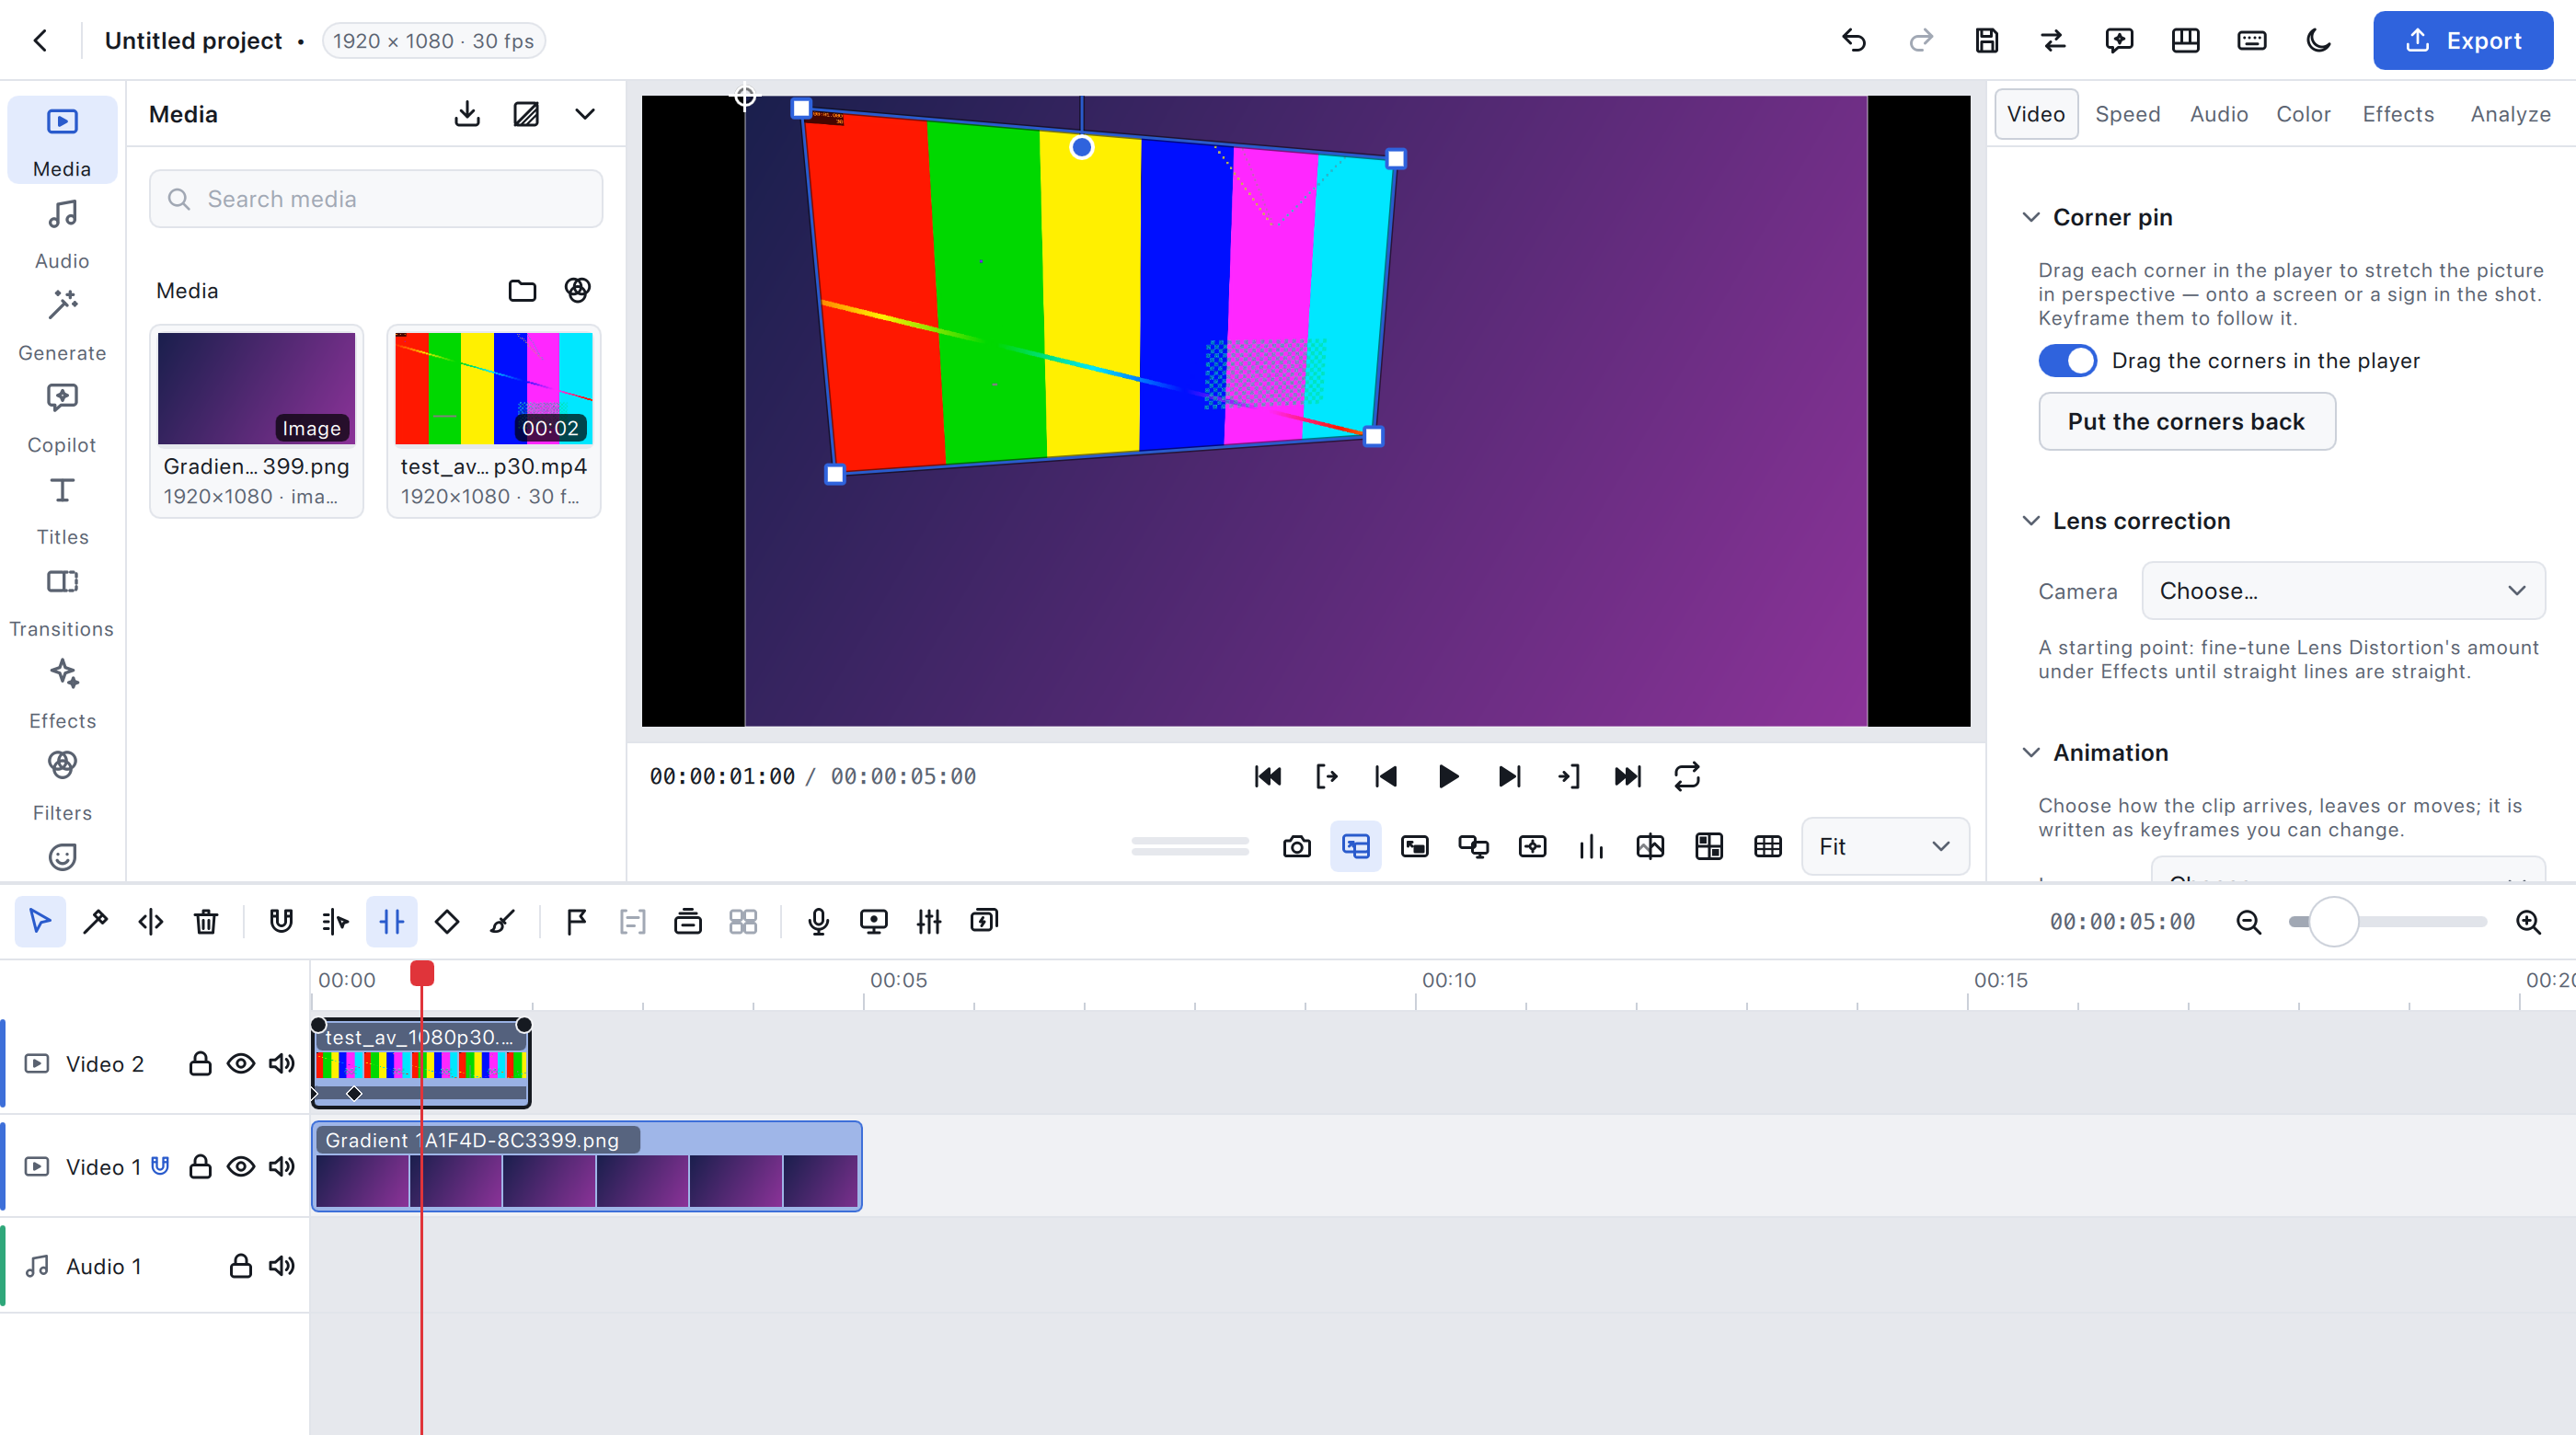 Untitled project •
1920 × 1080 · 30 fps
Export
Media
Audio
Generate
Copilot
Titles
Transitions
Effects
Filters
Media
Search media
Media
Image
00:02
Gradien... 399.png
test_av... p30.mp4
1920×1080 · ima...
1920×1080 · 30 f...
00:00:01:00 / 00:00:05:00
Fit
Video
Speed
Audio
Color
Effects
Analyze
Corner pin
Drag each corner in the player to stretch the picture
in perspective — onto a screen or a sign in the shot.
Keyframe them to follow it.
Drag the corners in the player
Put the corners back
Lens correction
Camera
Choose...
A starting point: fine-tune Lens Distortion's amount
under Effects until straight lines are straight.
Animation
Choose how the clip arrives, leaves or moves; it is
written as keyframes you can change.
00:00:05:00
00:00
00:05
00:10
00:15
Video 2
test_av_1080p30....
Video 1
Gradient 1A1F4D-8C3399.png
Audio 1